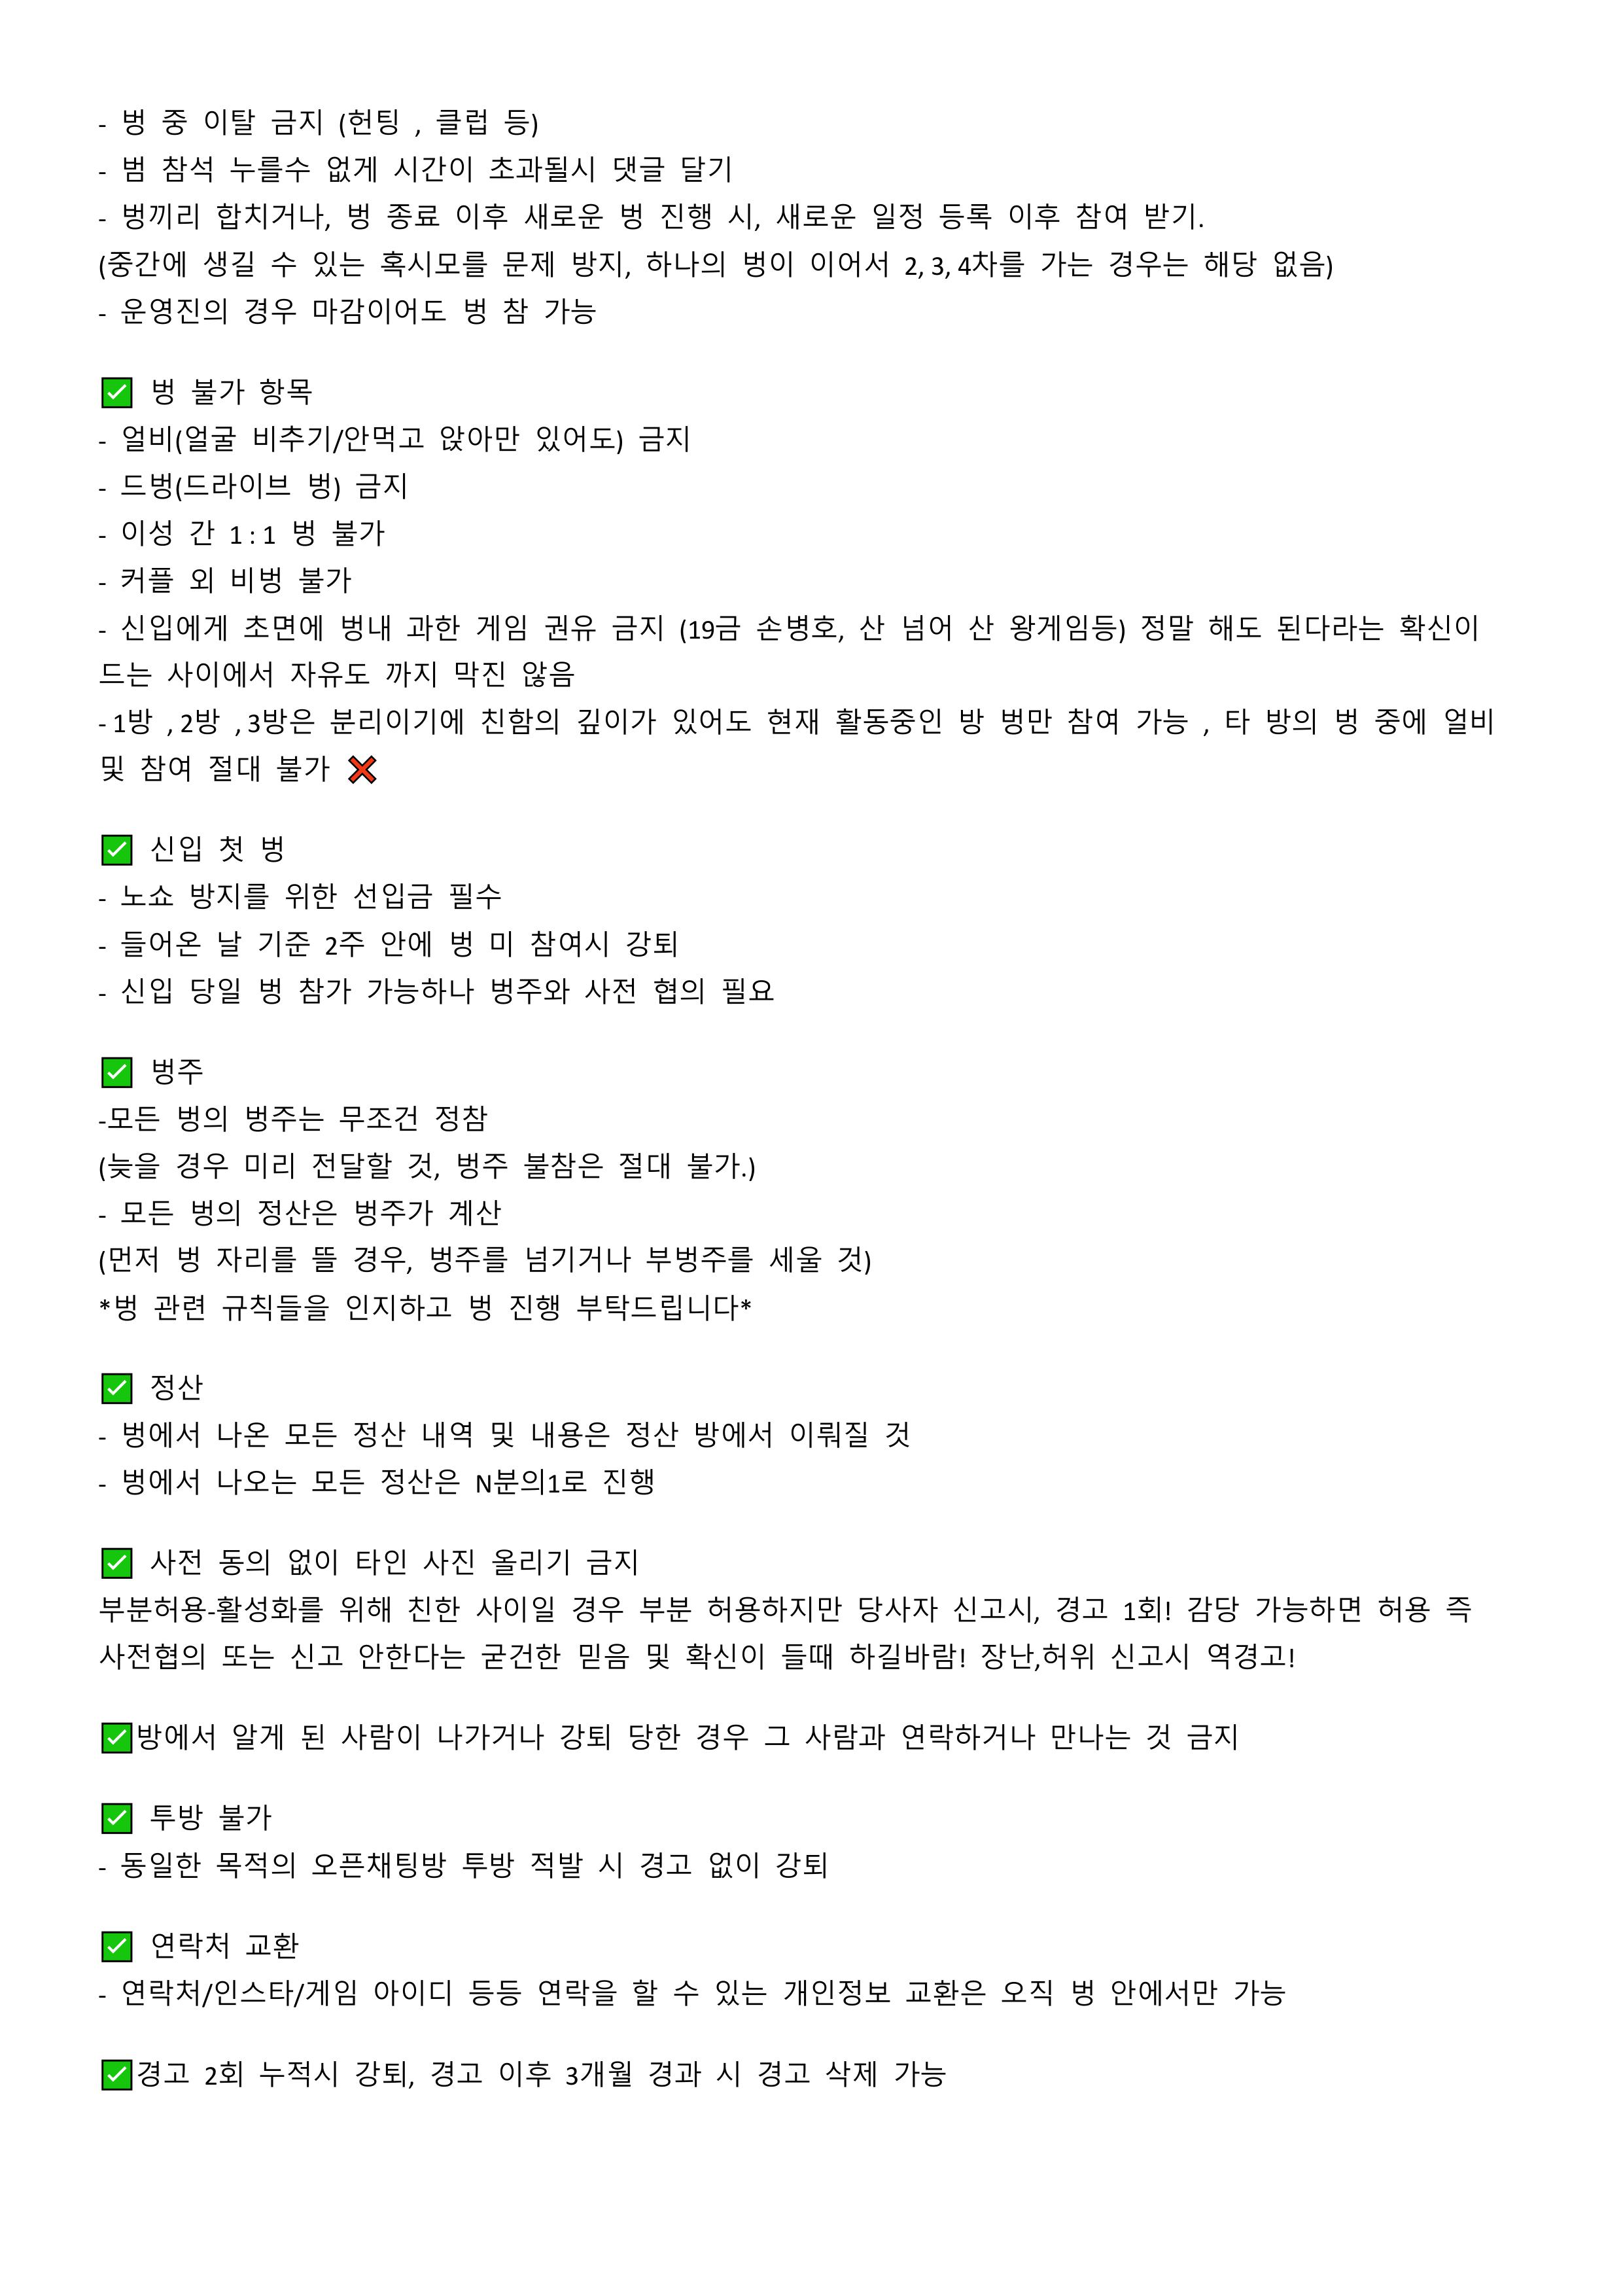 - 벙 중 이탈 금지 (헌팅 , 클럽 등)
- 범 참석 누를수 없게 시간이 초과될시 댓글 달기
- 벙끼리 합치거나, 벙 종료 이후 새로운 벙 진행 시, 새로운 일정 등록 이후 참여 받기.
(중간에 생길 수 있는 혹시모를 문제 방지, 하나의 벙이 이어서 2, 3, 4차를 가는 경우는 해당 없음)
- 운영진의 경우 마감이어도 벙 참 가능
✅ 벙 불가 항목
- 얼비(얼굴 비추기/안먹고 앉아만 있어도) 금지
- 드벙(드라이브 벙) 금지
- 이성 간 1 : 1 벙 불가
- 커플 외 비벙 불가
- 신입에게 초면에 벙내 과한 게임 권유 금지 (19금 손병호, 산 넘어 산 왕게임등) 정말 해도 된다라는 확신이
드는 사이에서 자유도 까지 막진 않음
- 1방 , 2방 , 3방은 분리이기에 친함의 깊이가 있어도 현재 활동중인 방 벙만 참여 가능 , 타 방의 벙 중에 얼비
및 참여 절대 불가 ❌
✅ 신입 첫 벙
- 노쇼 방지를 위한 선입금 필수
- 들어온 날 기준 2주 안에 벙 미 참여시 강퇴
- 신입 당일 벙 참가 가능하나 벙주와 사전 협의 필요
✅ 벙주
-모든 벙의 벙주는 무조건 정참
(늦을 경우 미리 전달할 것, 벙주 불참은 절대 불가.)
- 모든 벙의 정산은 벙주가 계산
(먼저 벙 자리를 뜰 경우, 벙주를 넘기거나 부벙주를 세울 것)
*벙 관련 규칙들을 인지하고 벙 진행 부탁드립니다*
✅ 정산
- 벙에서 나온 모든 정산 내역 및 내용은 정산 방에서 이뤄질 것
- 벙에서 나오는 모든 정산은 N분의1로 진행
✅ 사전 동의 없이 타인 사진 올리기 금지
부분허용-활성화를 위해 친한 사이일 경우 부분 허용하지만 당사자 신고시, 경고 1회! 감당 가능하면 허용 즉
사전협의 또는 신고 안한다는 굳건한 믿음 및 확신이 들때 하길바람! 장난,허위 신고시 역경고!
✅방에서 알게 된 사람이 나가거나 강퇴 당한 경우 그 사람과 연락하거나 만나는 것 금지
✅ 투방 불가
- 동일한 목적의 오픈채팅방 투방 적발 시 경고 없이 강퇴
✅ 연락처 교환
- 연락처/인스타/게임 아이디 등등 연락을 할 수 있는 개인정보 교환은 오직 벙 안에서만 가능
✅경고 2회 누적시 강퇴, 경고 이후 3개월 경과 시 경고 삭제 가능